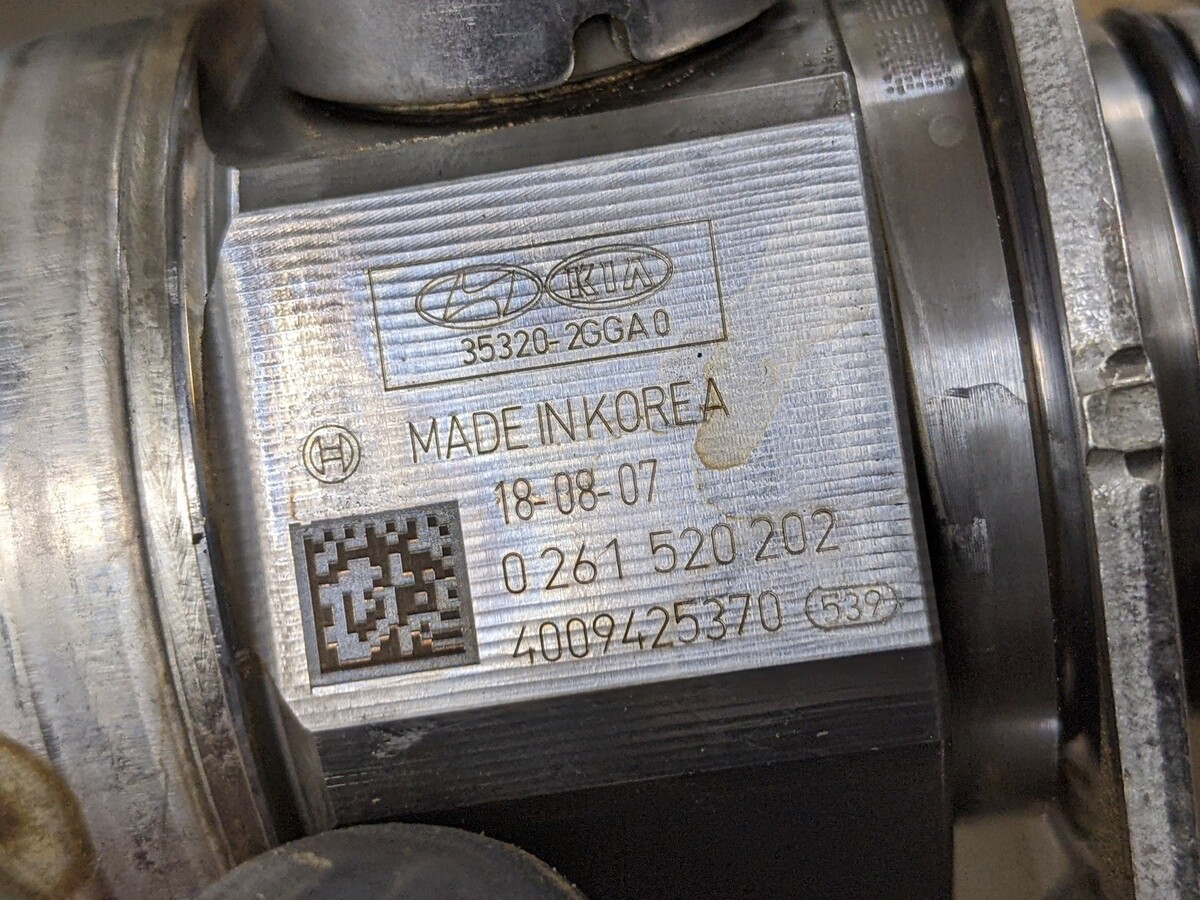 KIA
35320-2GGA0
MADE IN KOREA
18-08-07
0 261 520 202
4009425370 539